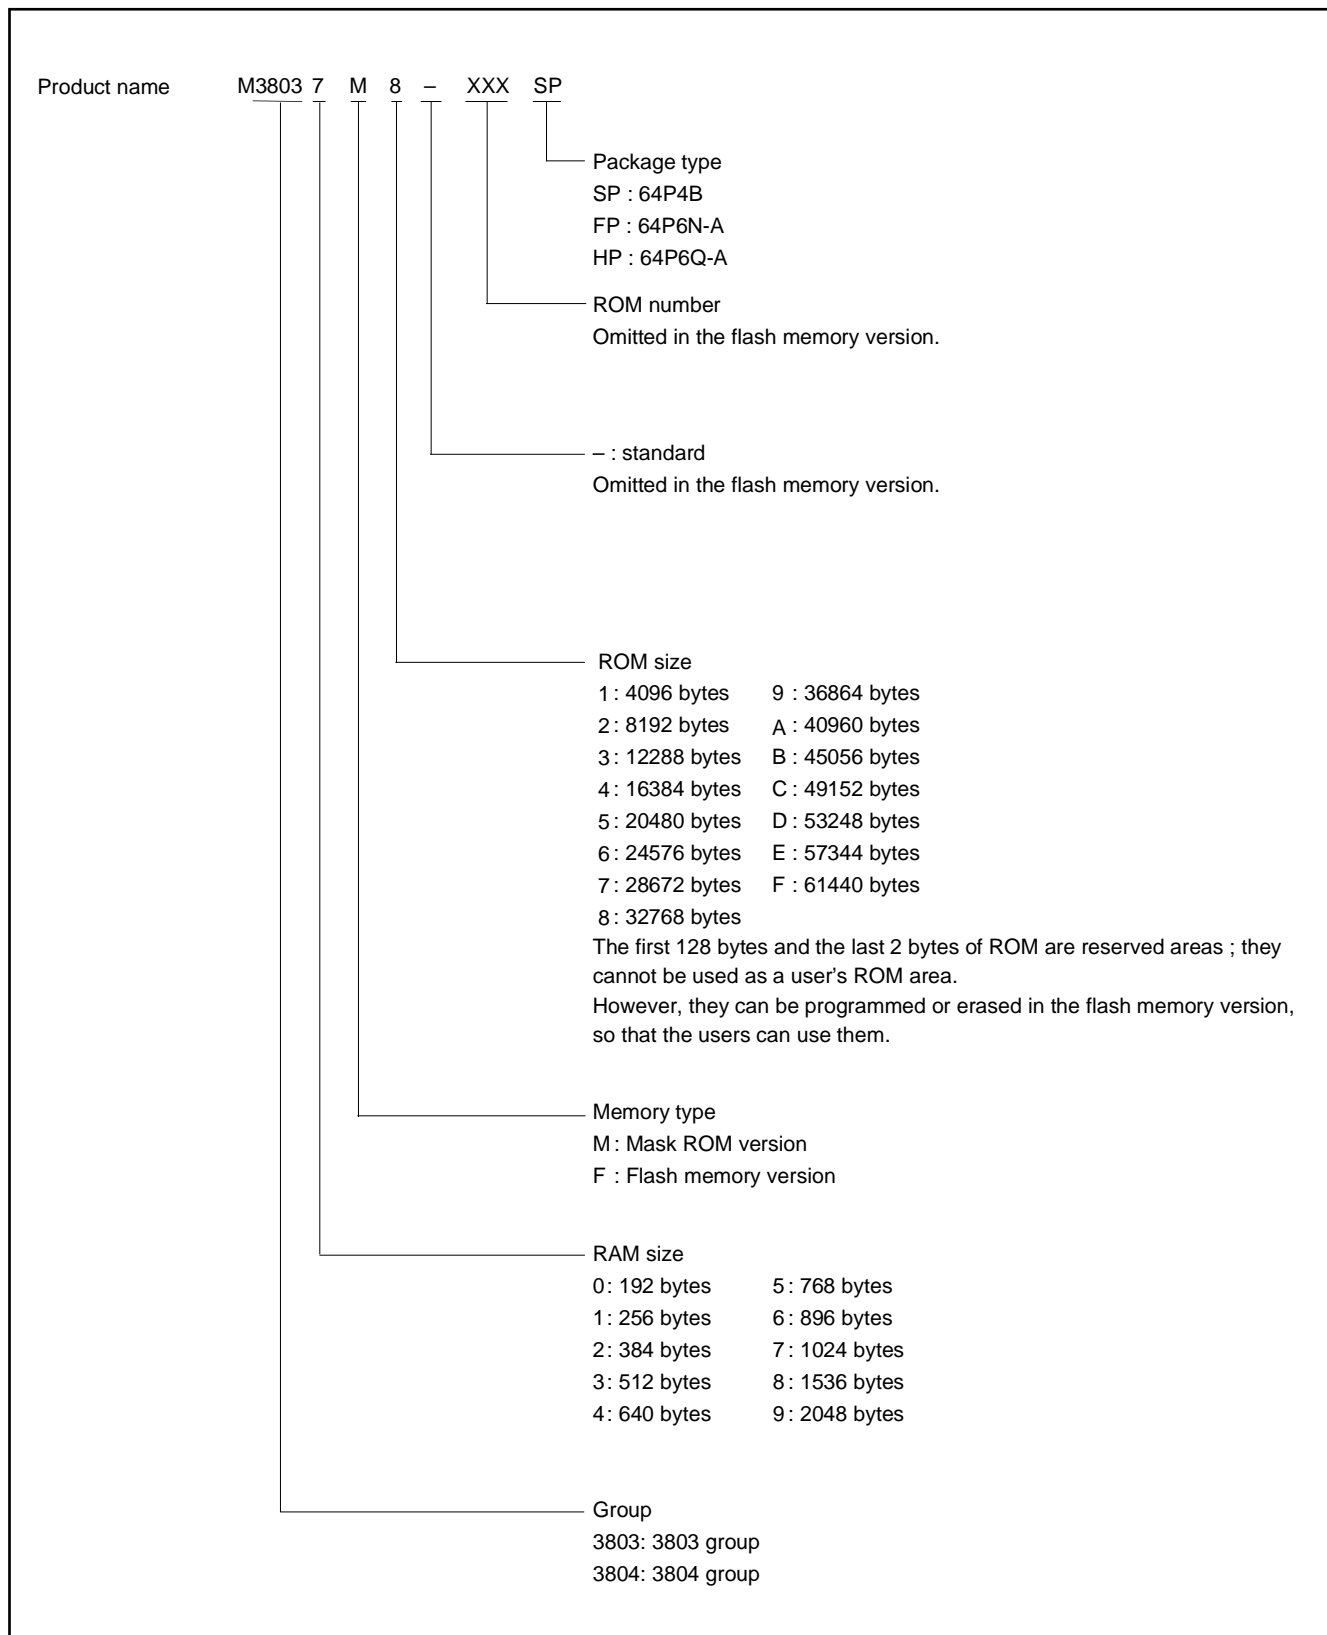 Product name M3803 7 M 8 – XXX SP
Package type
SP : 64P4B
FP : 64P6N-A
HP : 64P6Q-A
ROM number
Omitted in the flash memory version.
– : standard
Omitted in the flash memory version.
ROM size
1 : 4096 bytes 9 : 36864 bytes
2 : 8192 bytes A : 40960 bytes
3 : 12288 bytes B : 45056 bytes
4 : 16384 bytes C : 49152 bytes
5 : 20480 bytes D : 53248 bytes
6 : 24576 bytes E : 57344 bytes
7 : 28672 bytes F : 61440 bytes
8 : 32768 bytes
The first 128 bytes and the last 2 bytes of ROM are reserved areas ; they
cannot be used as a user’s ROM area.
However, they can be programmed or erased in the flash memory version,
so that the users can use them.
Memory type
M : Mask ROM version
F : Flash memory version
RAM size
0 : 192 bytes 5 : 768 bytes
1 : 256 bytes 6 : 896 bytes
2 : 384 bytes 7 : 1024 bytes
3 : 512 bytes 8 : 1536 bytes
4 : 640 bytes 9 : 2048 bytes
Group
3803: 3803 group
3804: 3804 group